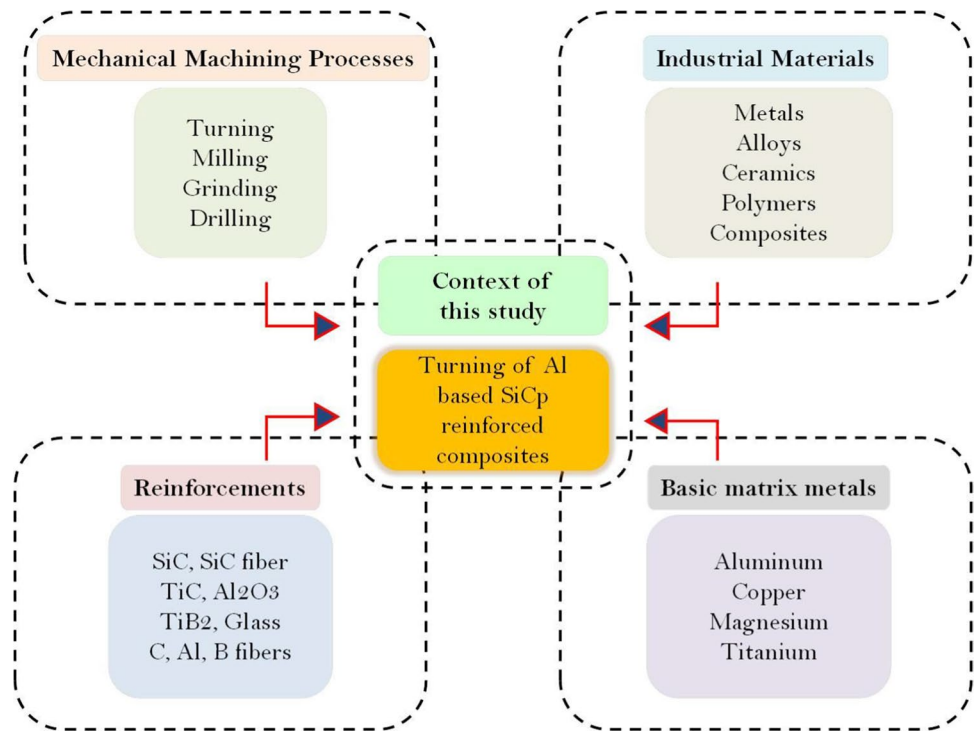 Mechanical Machining Processes
Turning
Milling
Grinding
Drilling
Industrial Materials
Metals
Alloys
Ceramics
Polymers
Composites
Context of
this study
Turning of Al
based SiCp
reinforced
composites
Reinforcements
SiC, SiC fiber
TiC, Al2O3
TiB2, Glass
C, Al, B fibers
Basic matrix metals
Aluminum
Copper
Magnesium
Titanium